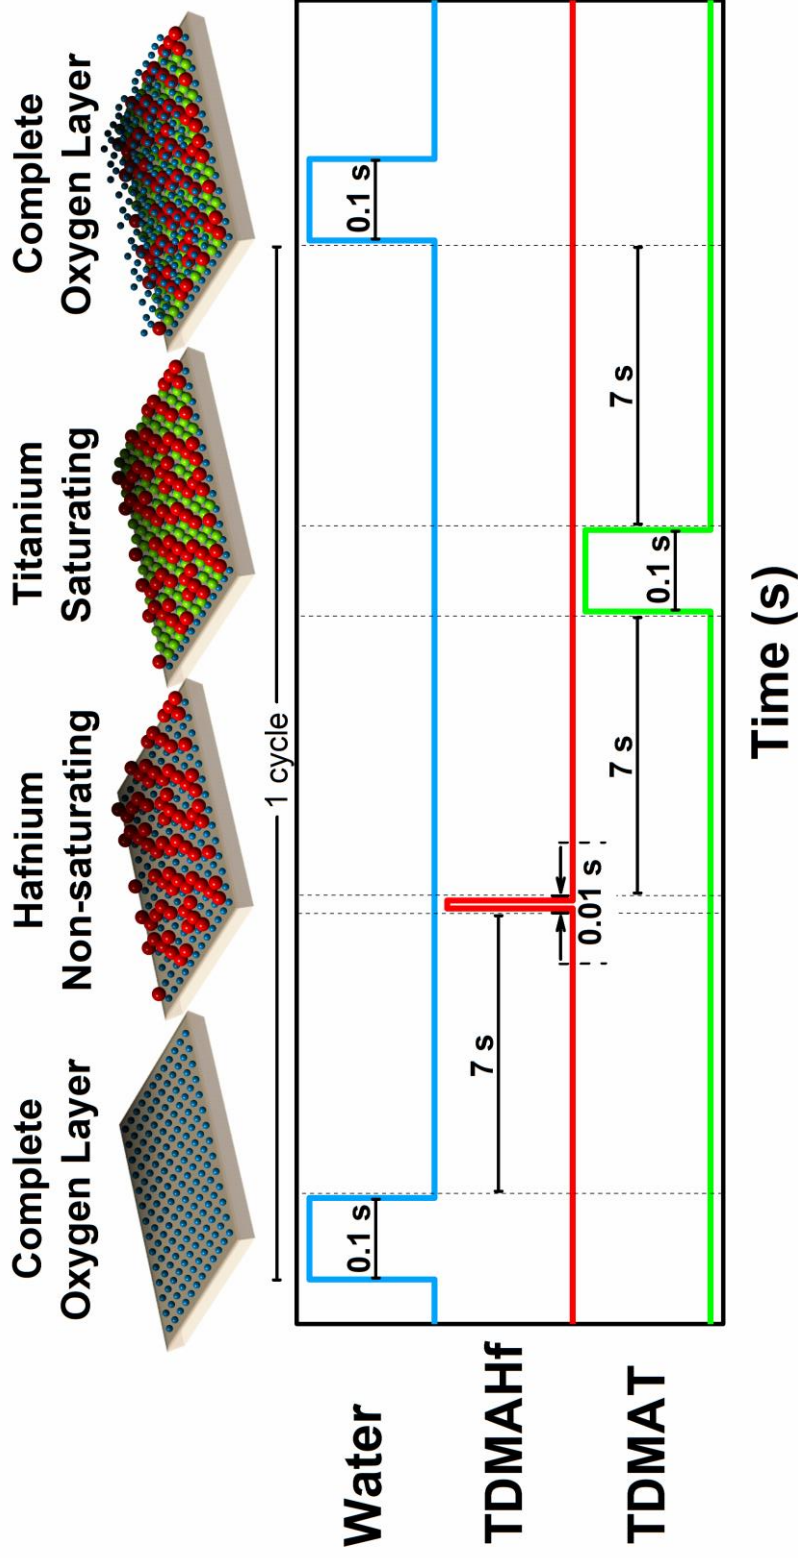 Complete
Oxygen Layer
Hafnium
Non-saturating
Titanium
Saturating
Complete
Oxygen Layer
1 cycle
Water
0.1 s
0.1 s
TDMAHf
7 s
0.01 s
TDMAT
7 s
0.1 s
7 s
Time (s)